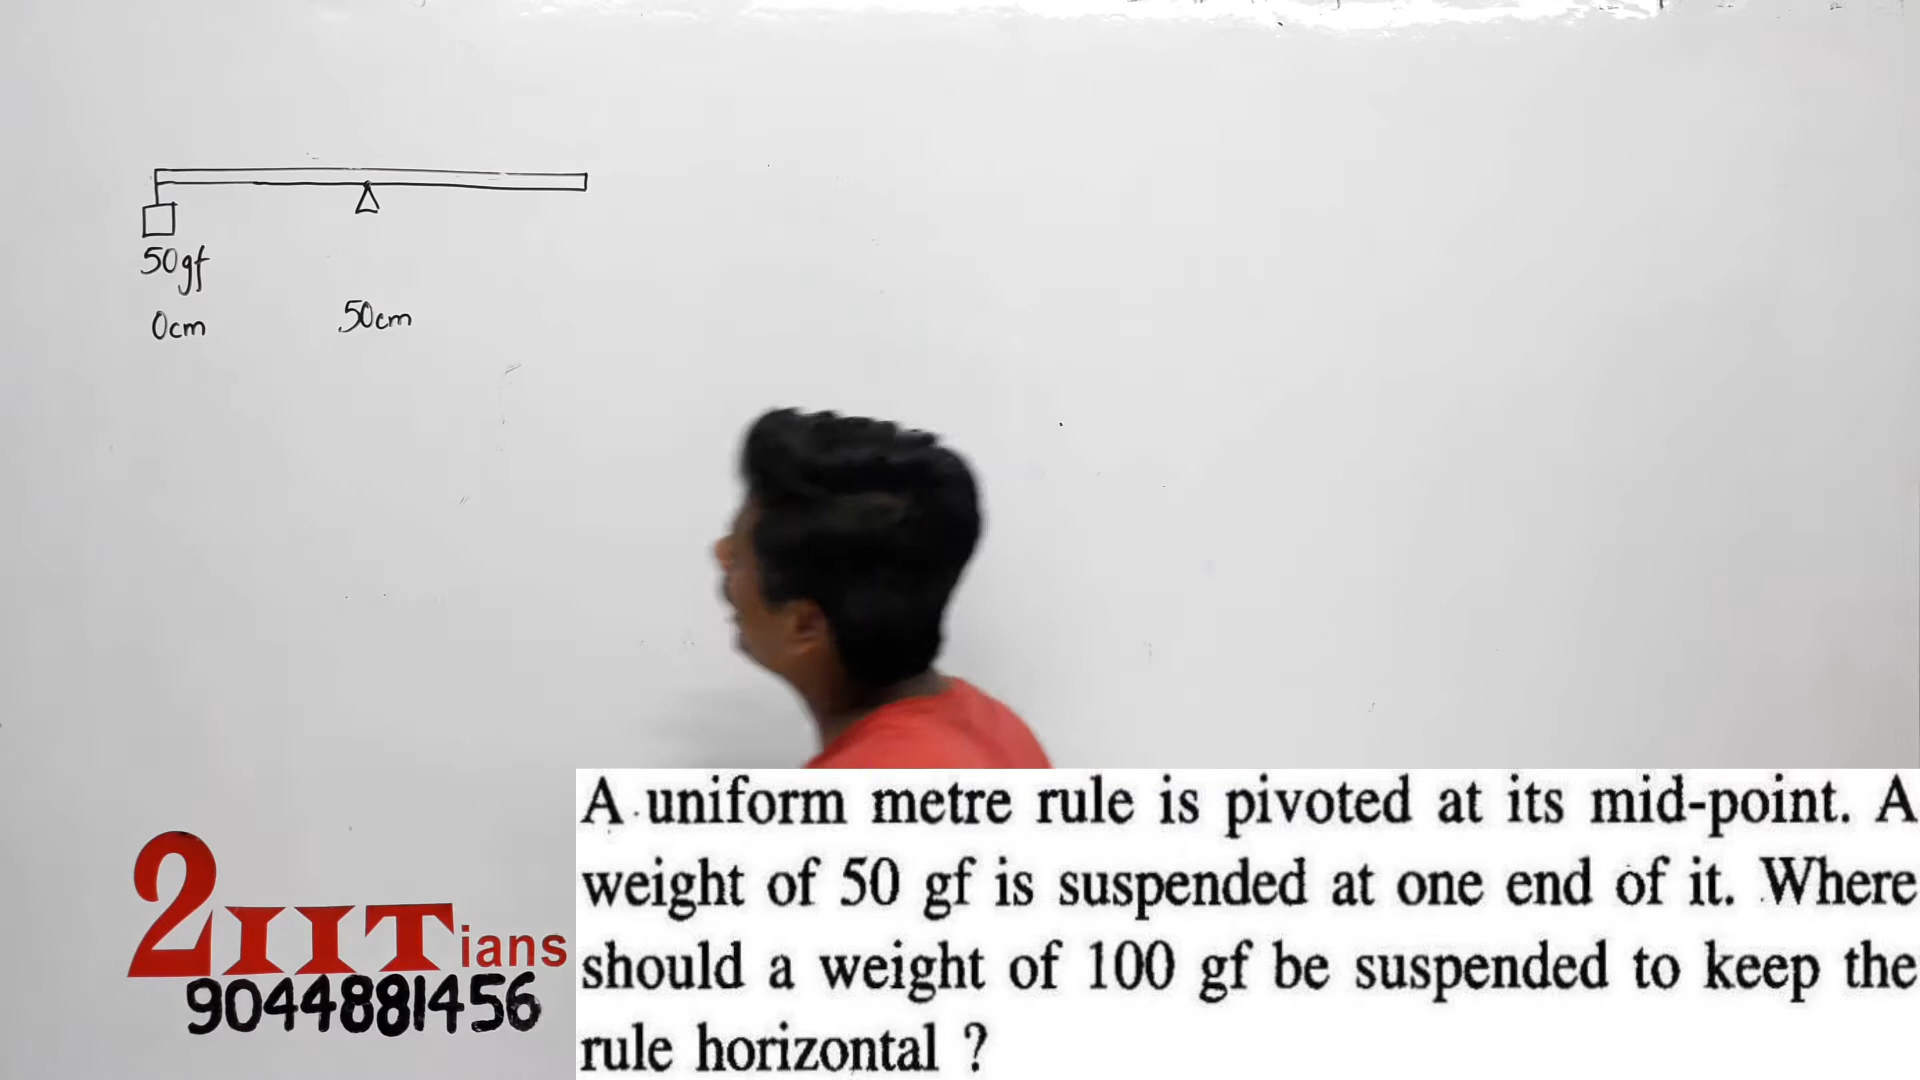 50gf
0cm
50cm
A uniform metre rule is pivoted at its mid-point. A
weight of 50 gf is suspended at one end of it. Where
should a weight of 100 gf be suspended to keep the
rule horizontal ?
2IITians
9044881456